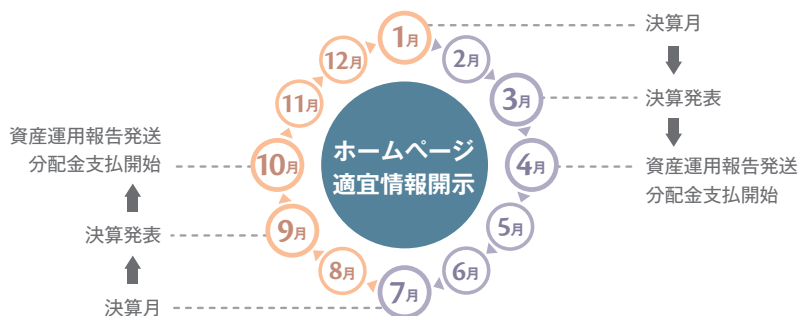 1月
2月
3月
4月
5月
6月
7月
8月
9月
10月
11月
12月
ホームページ
適宜情報開示
決算月
決算発表
資産運用報告発送
分配金支払開始
決算月
決算発表
資産運用報告発送
分配金支払開始